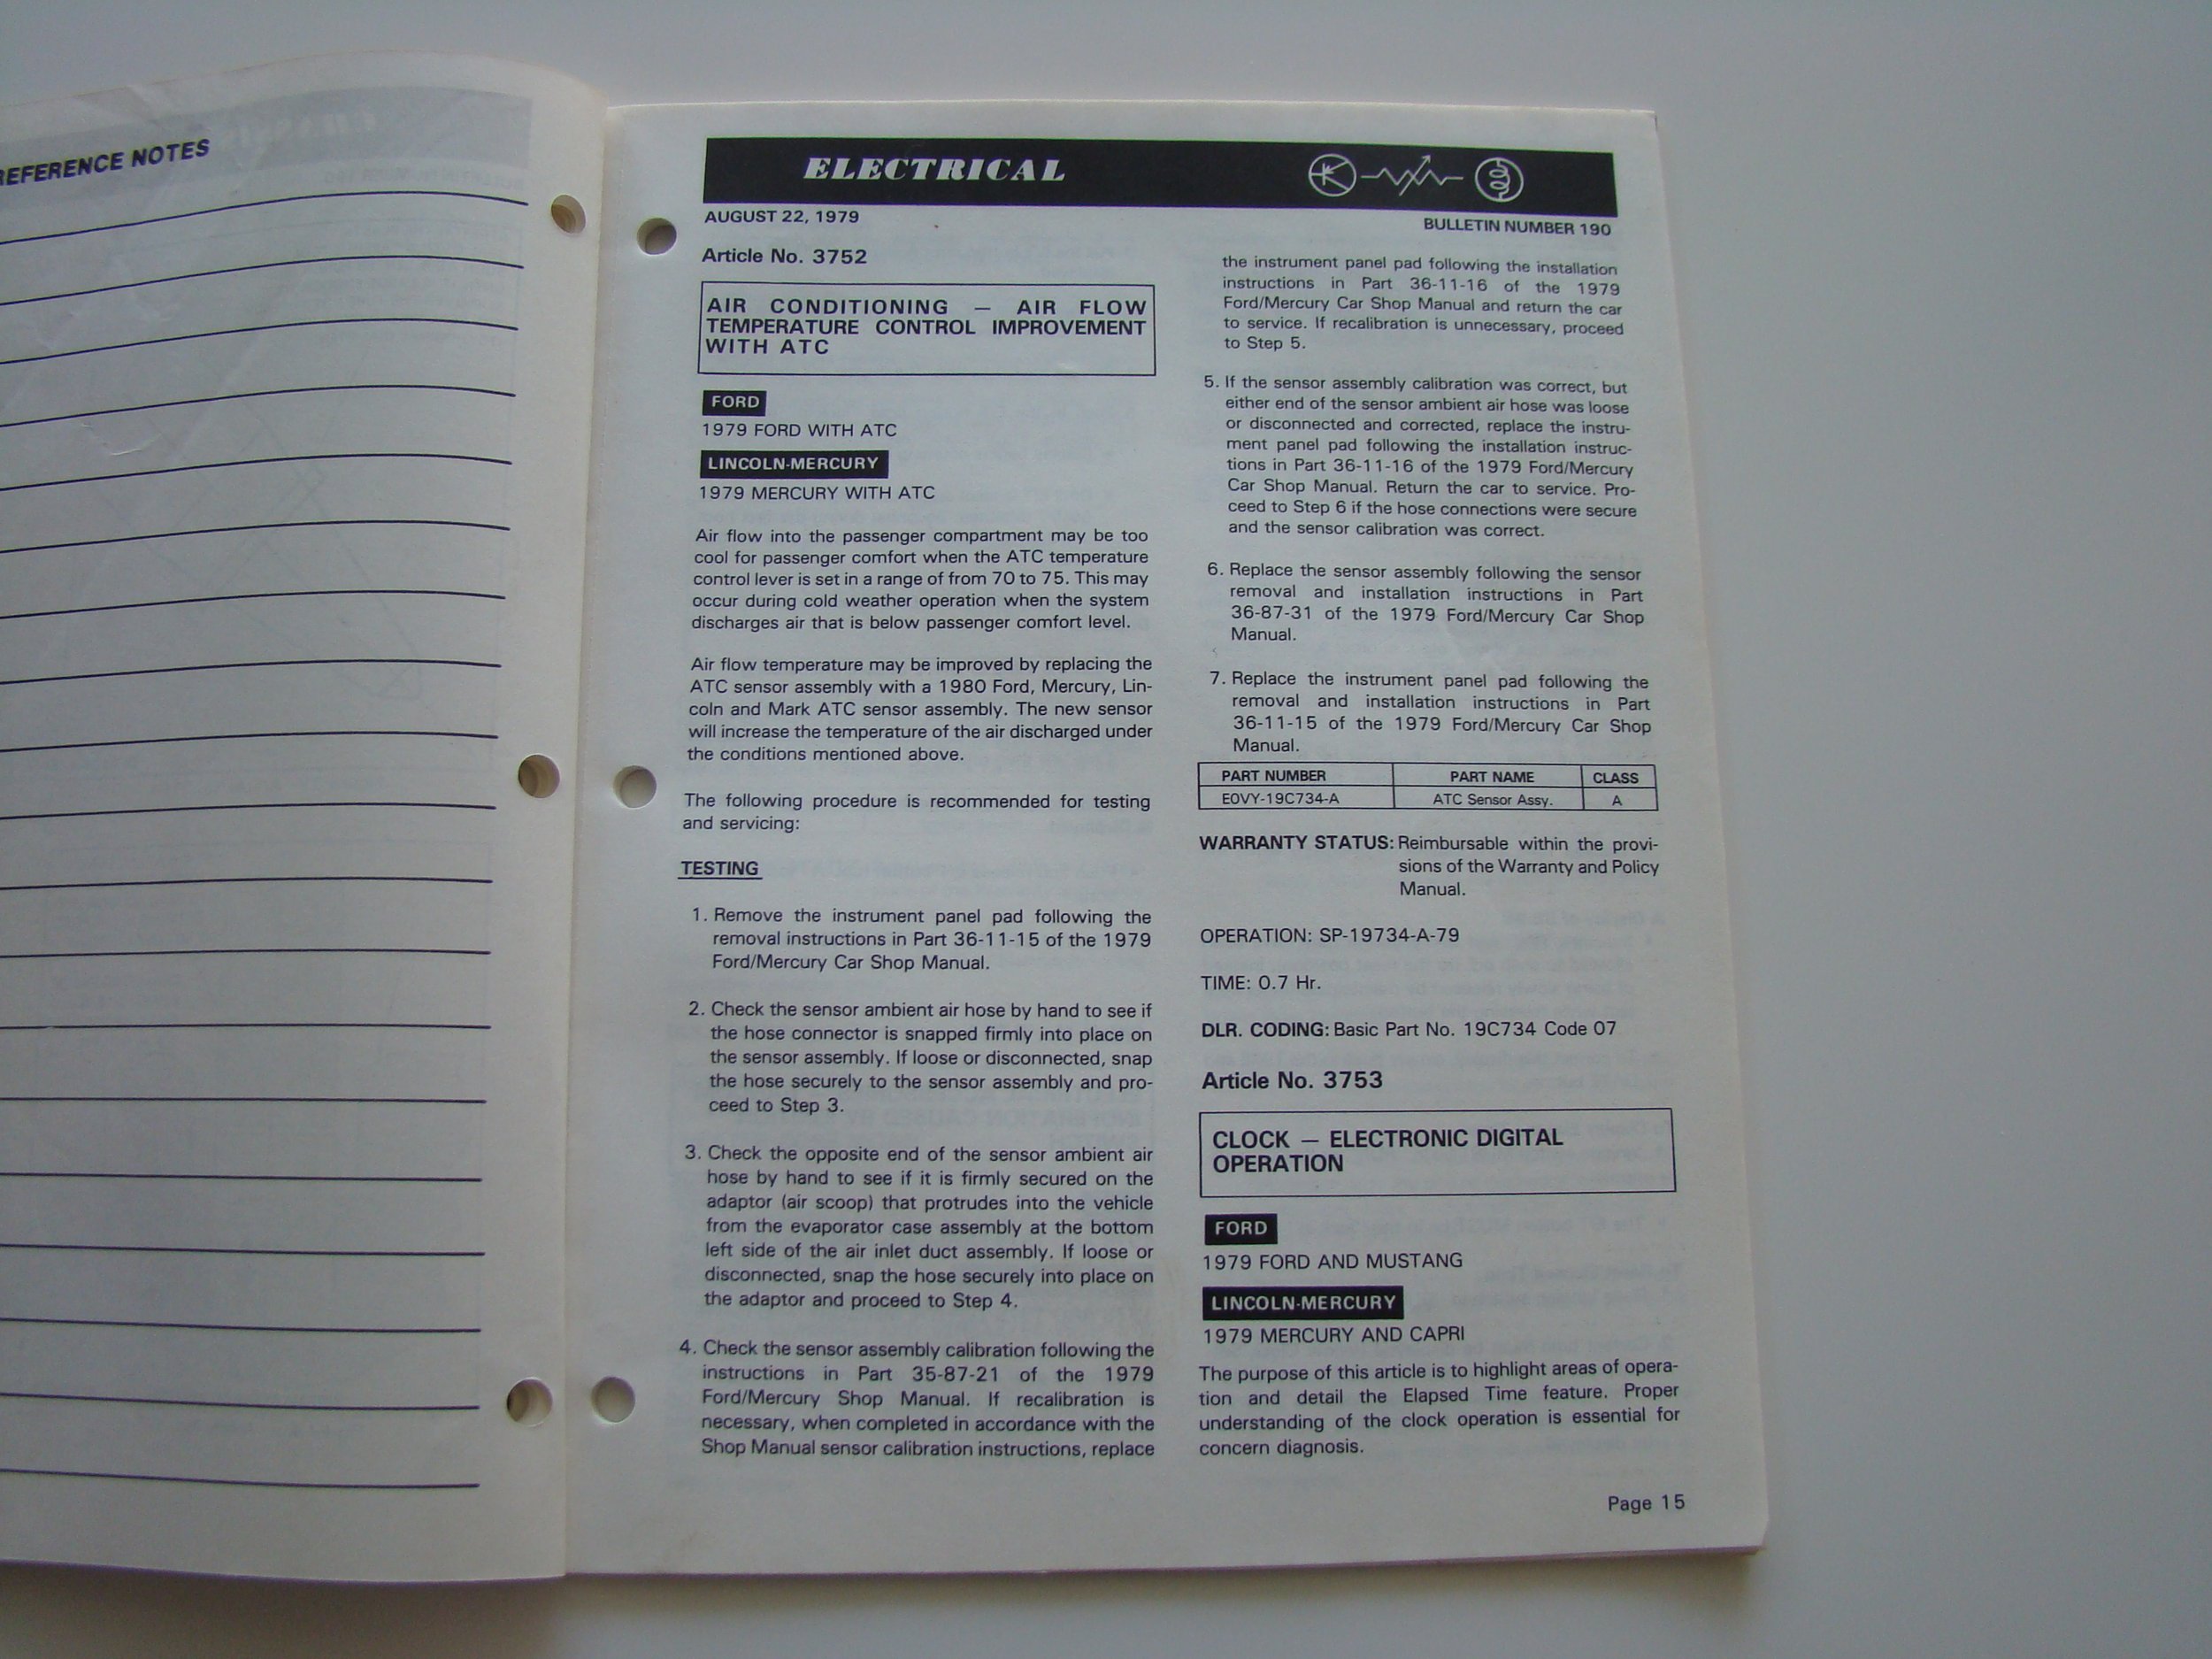 REFERENCE NOTES
ELECTRICAL
AUGUST 22, 1979
BULLETIN NUMBER 190
Article No. 3752
AIR CONDITIONING — AIR FLOW
TEMPERATURE CONTROL IMPROVEMENT
WITH ATC
FORD
1979 FORD WITH ATC
LINCOLN-MERCURY
1979 MERCURY WITH ATC
Air flow into the passenger compartment may be too
cool for passenger comfort when the ATC temperature
control lever is set in a range of from 70 to 75. This may
occur during cold weather operation when the system
discharges air that is below passenger comfort level.
Air flow temperature may be improved by replacing the
ATC sensor assembly with a 1980 Ford, Mercury, Lin-
coln and Mark ATC sensor assembly. The new sensor
will increase the temperature of the air discharged under
the conditions mentioned above.
The following procedure is recommended for testing
and servicing:
TESTING
1. Remove the instrument panel pad following the
removal instructions in Part 36-11-15 of the 1979
Ford/Mercury Car Shop Manual.
2. Check the sensor ambient air hose by hand to see if
the hose connector is snapped firmly into place on
the sensor assembly. If loose or disconnected, snap
the hose securely to the sensor assembly and pro-
ceed to Step 3.
3. Check the opposite end of the sensor ambient air
hose by hand to see if it is firmly secured on the
adaptor (air scoop) that protrudes into the vehicle
from the evaporator case assembly at the bottom
left side of the air inlet duct assembly. If loose or
disconnected, snap the hose securely into place on
the adaptor and proceed to Step 4.
4. Check the sensor assembly calibration following the
instructions in Part 35-87-21 of the 1979
Ford/Mercury Shop Manual. If recalibration is
necessary, when completed in accordance with the
Shop Manual sensor calibration instructions, replace
the instrument panel pad following the installation
instructions in Part 36-11-16 of the 1979
Ford/Mercury Car Shop Manual and return the car
to service. If recalibration is unnecessary, proceed
to Step 5.
5. If the sensor assembly calibration was correct, but
either end of the sensor ambient air hose was loose
or disconnected and corrected, replace the instru-
ment panel pad following the installation instruc-
tions in Part 36-11-16 of the 1979 Ford/Mercury
Car Shop Manual. Return the car to service. Pro-
ceed to Step 6 if the hose connections were secure
and the sensor calibration was correct.
6. Replace the sensor assembly following the sensor
removal and installation instructions in Part
36-87-31 of the 1979 Ford/Mercury Car Shop
Manual.
7. Replace the instrument panel pad following the
removal and installation instructions in Part
36-11-15 of the 1979 Ford/Mercury Car Shop
Manual.
PART NUMBER PART NAME CLASS
E0VY-19C734-A ATC Sensor Assy. A
WARRANTY STATUS: Reimbursable within the provi-
sions of the Warranty and Policy
Manual.
OPERATION: SP-19734-A-79
TIME: 0.7 Hr.
DLR. CODING: Basic Part No. 19C734 Code 07
Article No. 3753
CLOCK — ELECTRONIC DIGITAL
OPERATION
FORD
1979 FORD AND MUSTANG
LINCOLN-MERCURY
1979 MERCURY AND CAPRI
The purpose of this article is to highlight areas of opera-
tion and detail the Elapsed Time feature. Proper
understanding of the clock operation is essential for
concern diagnosis.
Page 15